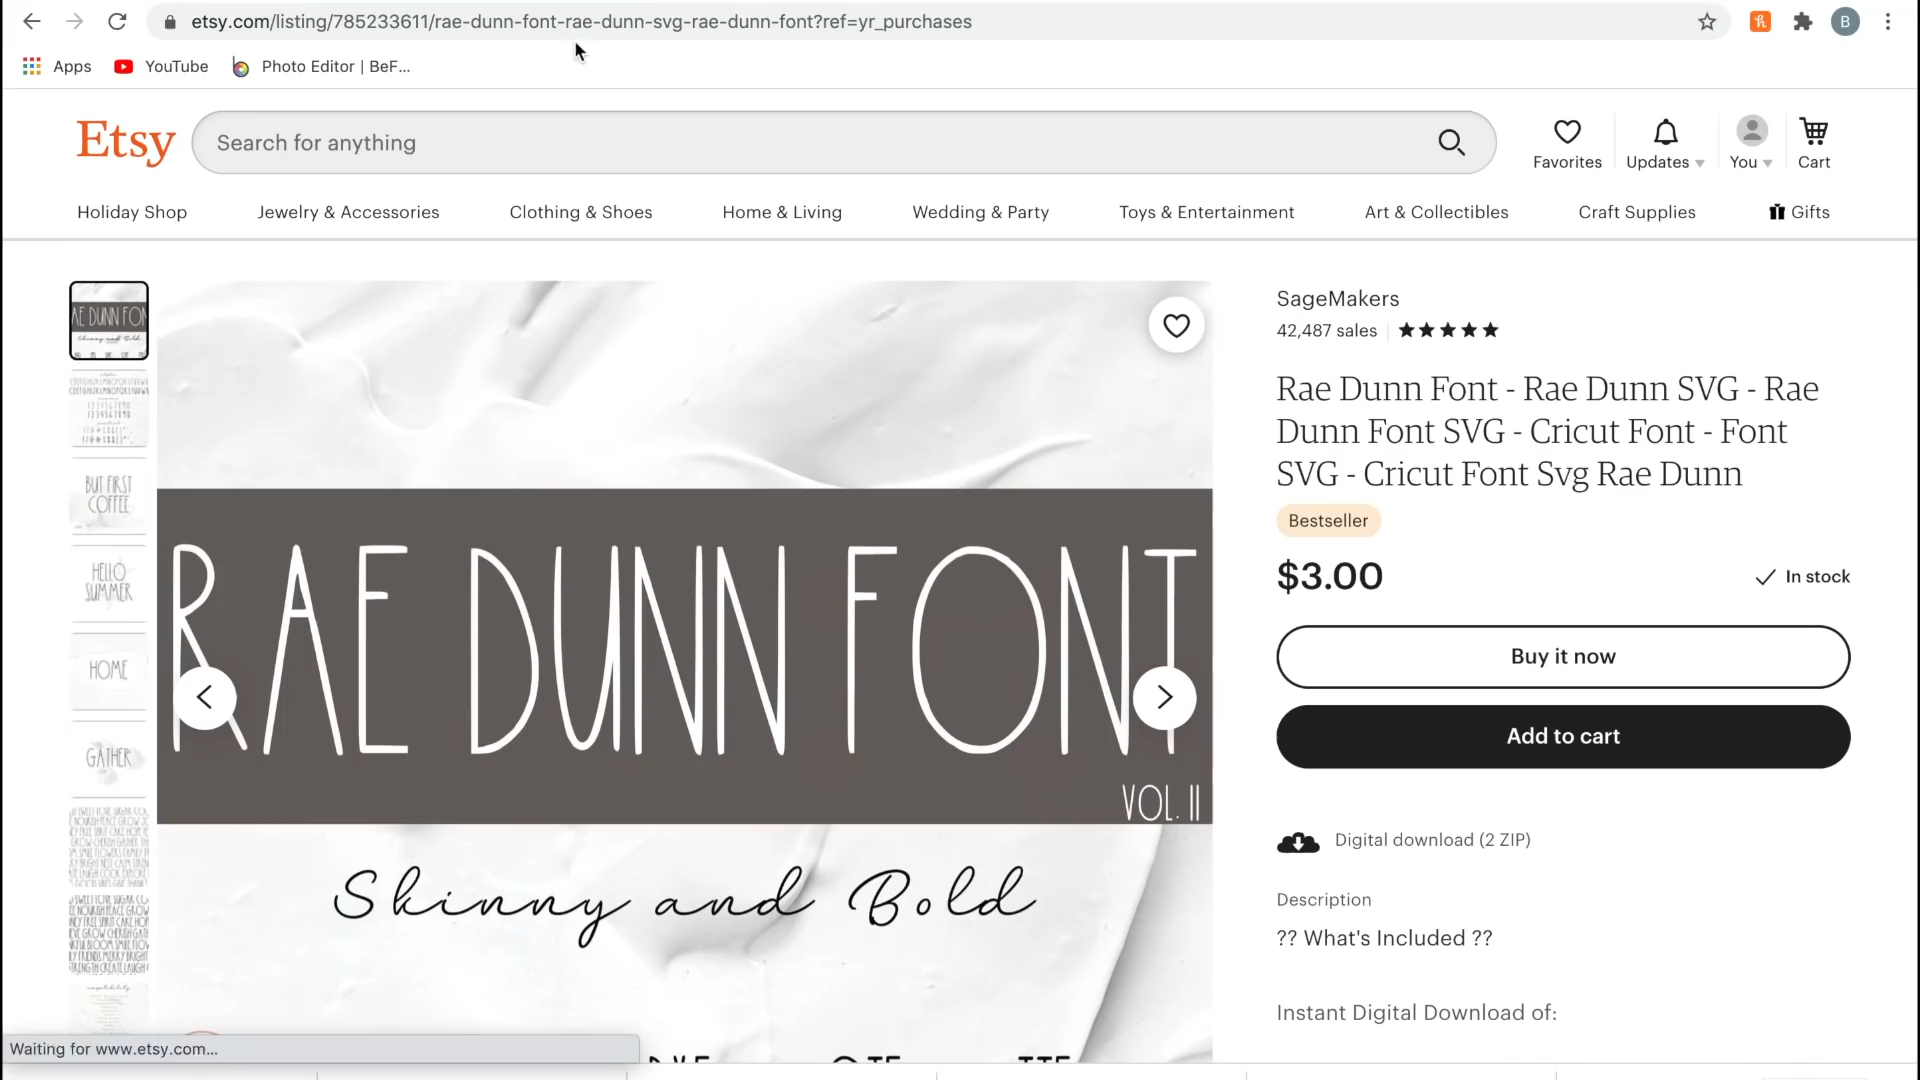 etsy.com/listing/785233611/rae-dunn-font-rae-dunn-svg-rae-dunn-font?ref=yr_purchases
B
Apps
YouTube
Photo Editor | BeF...
Etsy
Search for anything
Favorites
Updates
You
Cart
Holiday Shop
Jewelry & Accessories
Clothing & Shoes
Home & Living
Wedding & Party
Toys & Entertainment
Art & Collectibles
Craft Supplies
Gifts
BUT FIRST
COFFEE
HELLO
SUMMER
HOME
GATHER
RAE DUNN FONT
VOL. II
Skinny and Bold
SageMakers
42,487 sales
Rae Dunn Font - Rae Dunn SVG - Rae
Dunn Font SVG - Cricut Font - Font
SVG - Cricut Font Svg Rae Dunn
Bestseller
$3.00
In stock
Buy it now
Add to cart
Digital download (2 ZIP)
Description
?? What's Included ??
Instant Digital Download of:
Waiting for www.etsy.com...